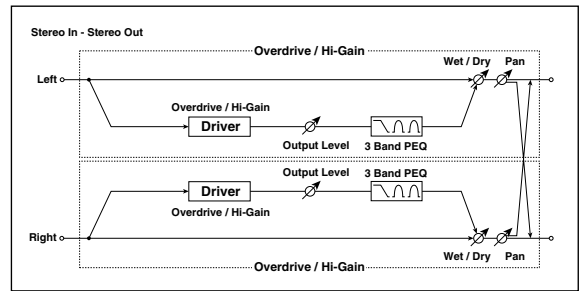 Stereo In - Stereo Out
Overdrive / Hi-Gain
Wet / Dry Pan
Left
Overdrive / Hi-Gain
Driver
Output Level 3 Band PEQ
Output Level 3 Band PEQ
Driver
Overdrive / Hi-Gain
Right
Wet / Dry Pan
Overdrive / Hi-Gain